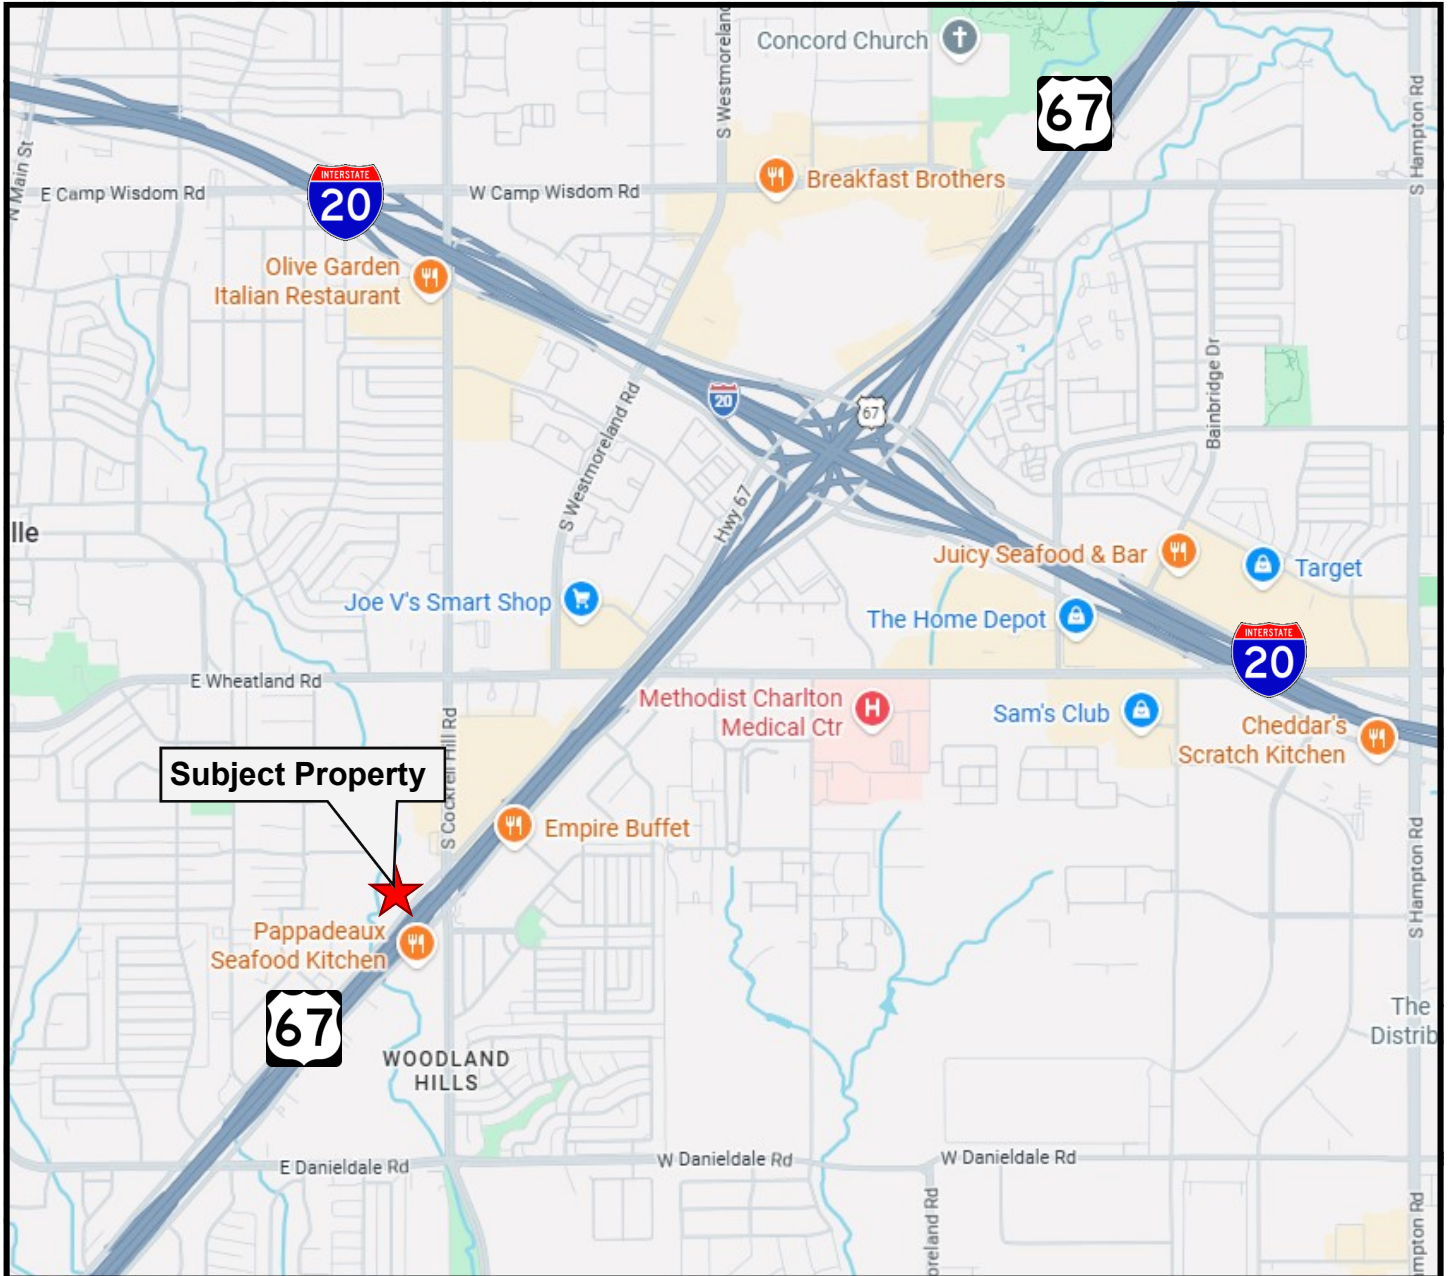 Concord Church
S Westmoreland
67
S Hampton Rd
N Main St
E Camp Wisdom Rd
INTERSTATE
20
W Camp Wisdom Rd
Breakfast Brothers
Olive Garden
Italian Restaurant
20
67
Bainbridge Dr
S Westmoreland Rd
Hwy 67
lle
Juicy Seafood & Bar
Target
Joe V's Smart Shop
The Home Depot
INTERSTATE
20
E Wheatland Rd
Methodist Charlton
Medical Ctr
Sam's Club
Cheddar's
Scratch Kitchen
S Cockrell Hill Rd
Subject Property
Empire Buffet
S Hampton Rd
Pappadeaux
Seafood Kitchen
67
The
Distrib
WOODLAND
HILLS
E Danieldale Rd
W Danieldale Rd
W Danieldale Rd
oreland Rd
ampton Rd